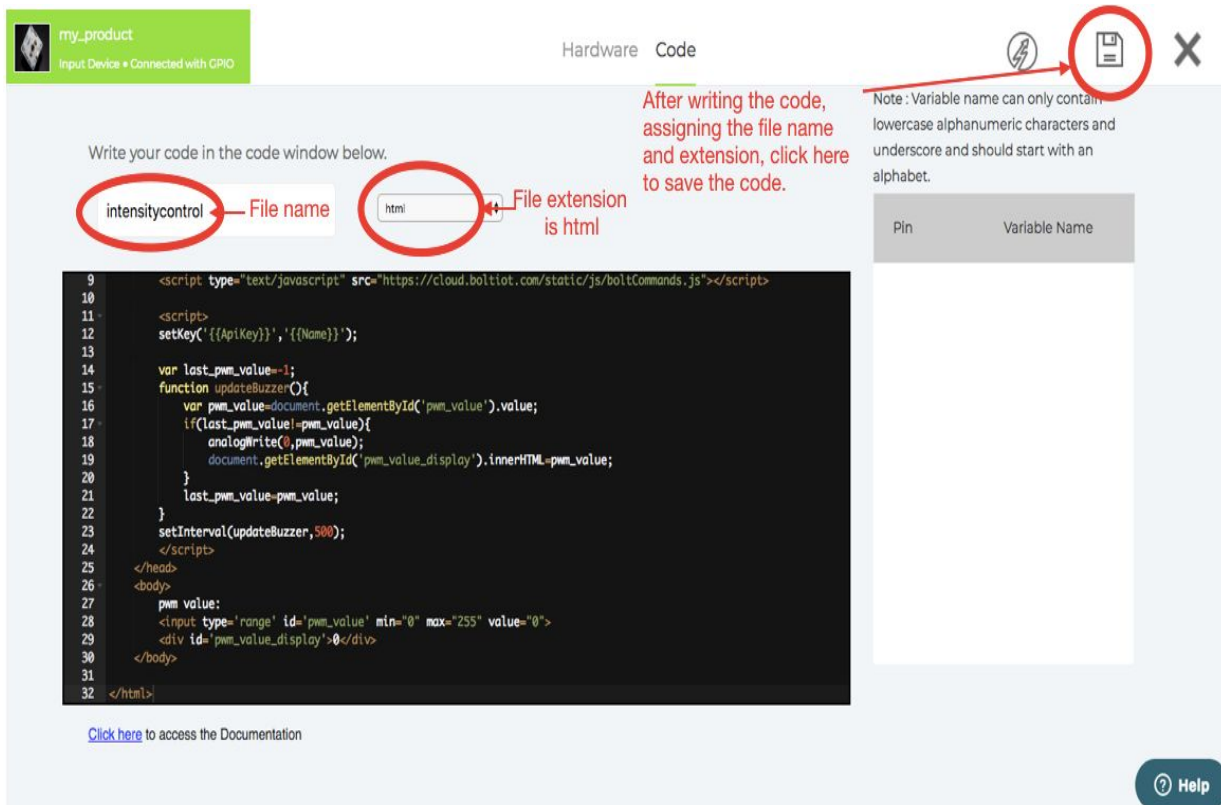 my_product
Input Device • Connected with GPIO
Hardware Code
After writing the code,
assigning the file name
and extension, click here
to save the code.
Note : Variable name can only contain
lowercase alphanumeric characters and
underscore and should start with an
alphabet.
Write your code in the code window below.
intensitycontrol
File name
html
File extension
is html
Pin Variable Name
9 <script type="text/javascript" src="https://cloud.boltiot.com/static/js/boltCommands.js"></script>
10
11 <script>
12 setKey('{{ApiKey}}','{{Name}}');
13
14 var last_pwm_value=-1;
15 function updateBuzzer(){
16 var pwm_value=document.getElementById('pwm_value').value;
17 if(last_pwm_value!=pwm_value){
18 analogWrite(0,pwm_value);
19 document.getElementById('pwm_value_display').innerHTML=pwm_value;
20 }
21 last_pwm_value=pwm_value;
22 }
23 setInterval(updateBuzzer,500);
24 </script>
25 </head>
26 <body>
27 pwm value:
28 <input type='range' id='pwm_value' min="0" max="255" value="0">
29 <div id='pwm_value_display'>0</div>
30 </body>
31
32 </html>
Click here to access the Documentation
Help